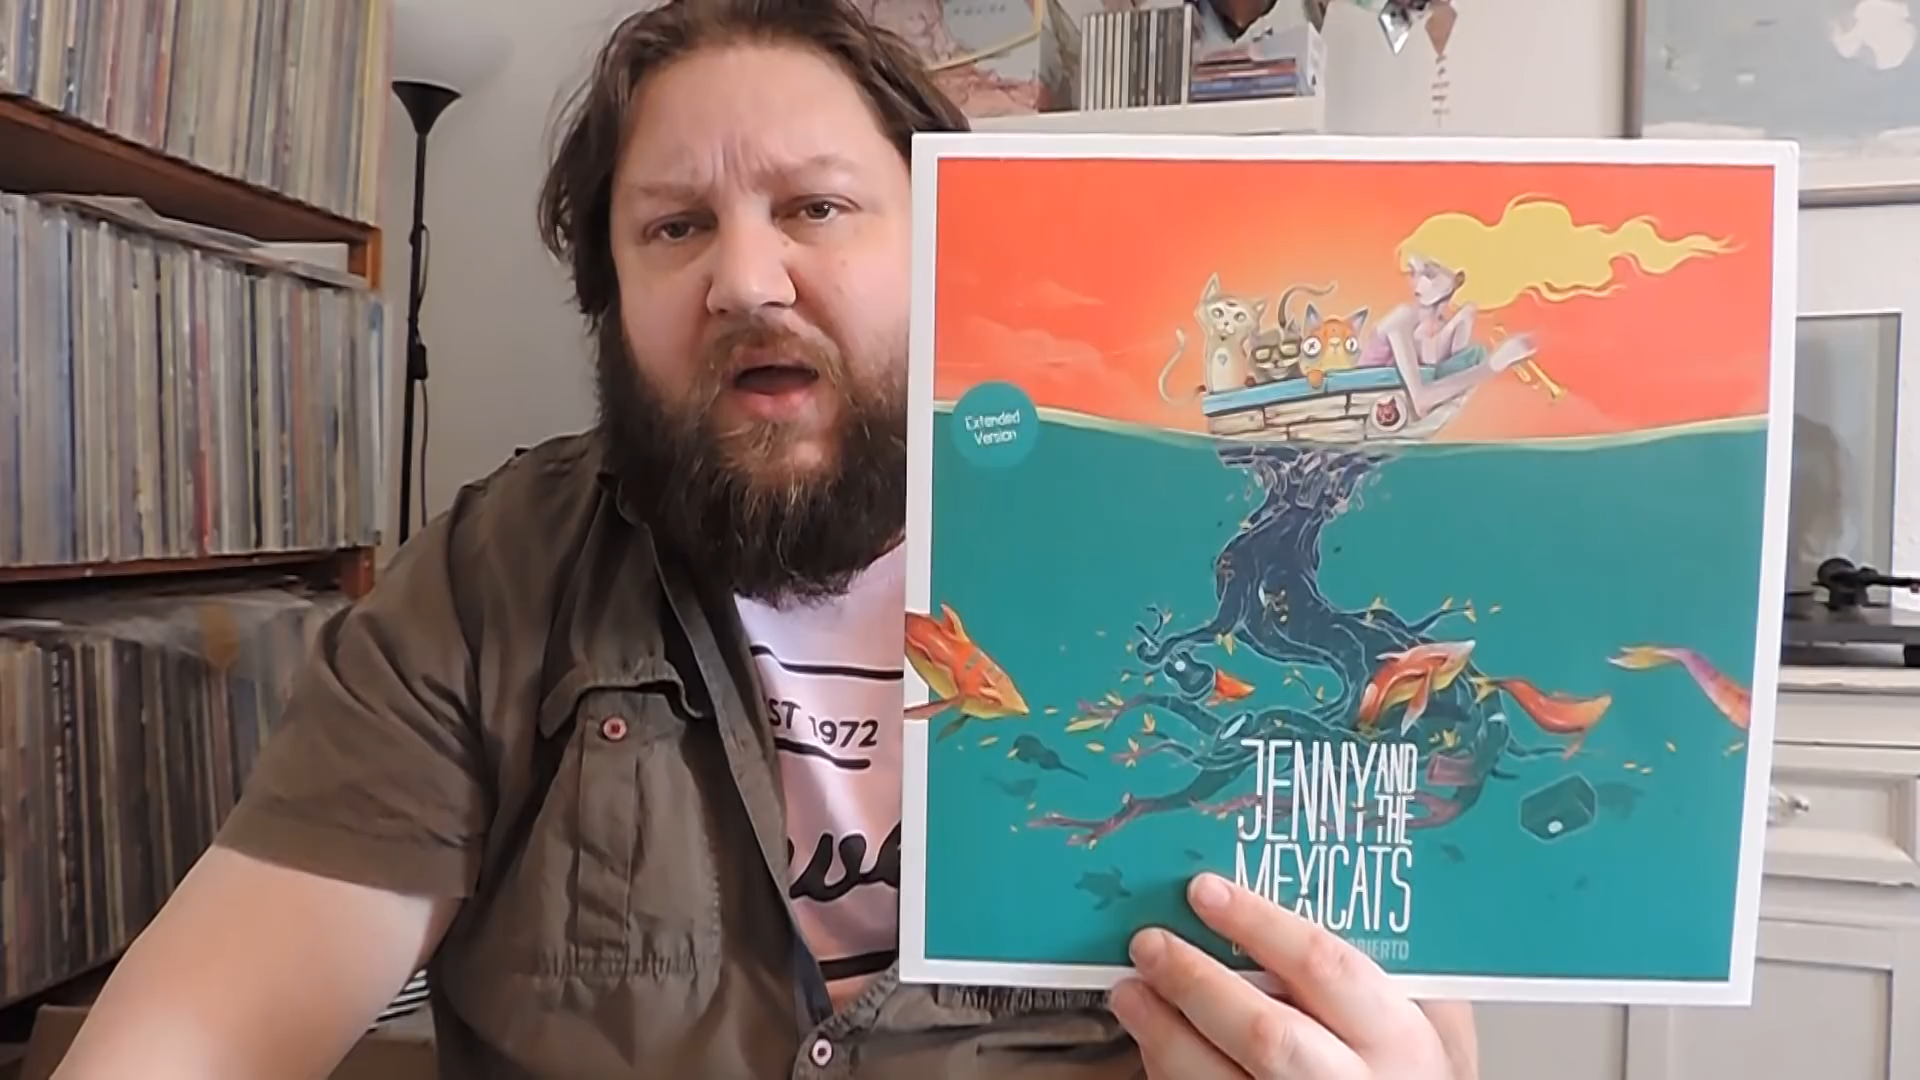 Extended
Version
EST 1972
JENNY AND
THE
MEXICATS